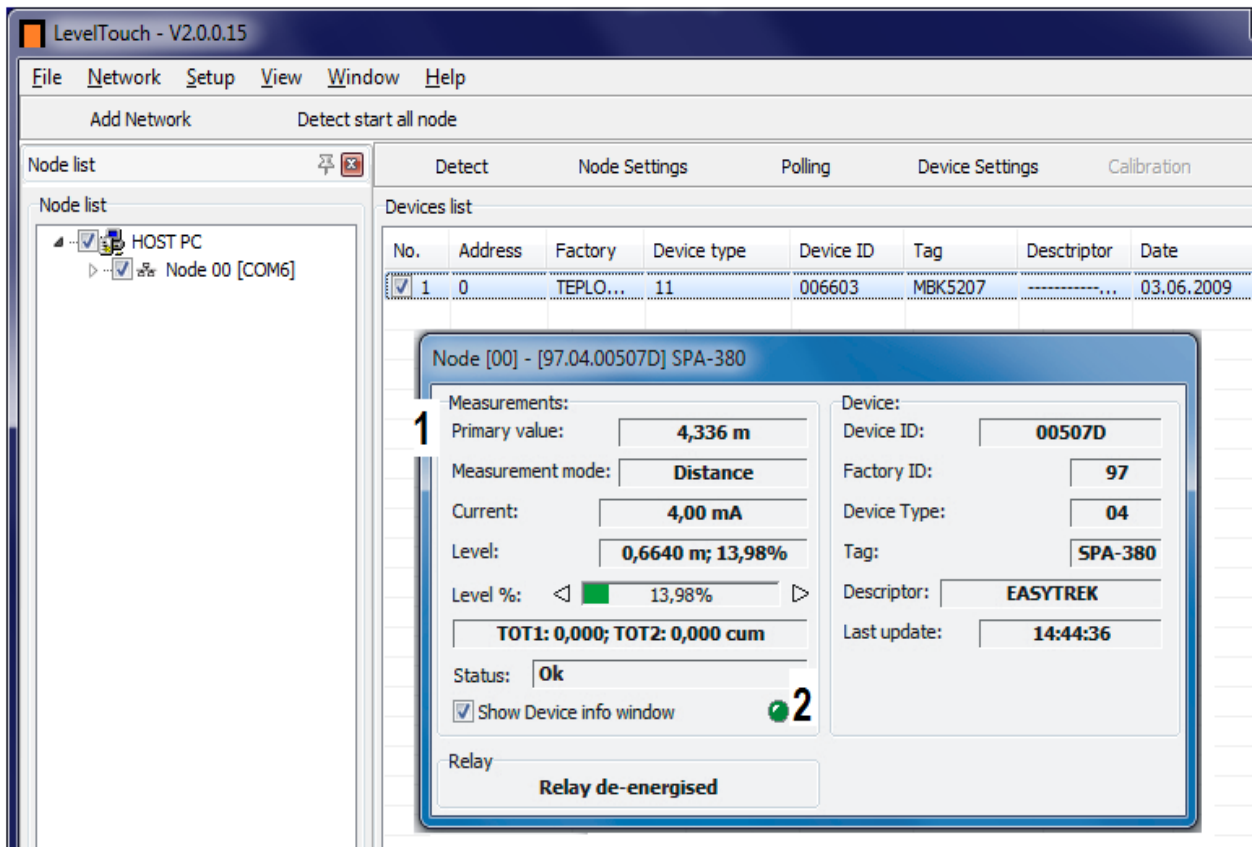 LevelTouch - V2.0.0.15
File Network Setup View Window Help
Add Network Detect start all node
Node list
Detect Node Settings Polling Device Settings Calibration
Node list
HOST PC
Node 00 [COM6]
Devices list
No. Address Factory Device type Device ID Tag Desctriptor Date
1 0 TEPLO... 11 006603 MBK5207 -----------... 03.06.2009
Node [00] - [97.04.00507D] SPA-380
1
Measurements:
Primary value: 4,336 m
Measurement mode: Distance
Current: 4,00 mA
Level: 0,6640 m; 13,98%
Level %: 13,98%
TOT1: 0,000; TOT2: 0,000 cum
Status: Ok
Show Device info window
2
Device:
Device ID: 00507D
Factory ID: 97
Device Type: 04
Tag: SPA-380
Descriptor: EASYTREK
Last update: 14:44:36
Relay
Relay de-energised